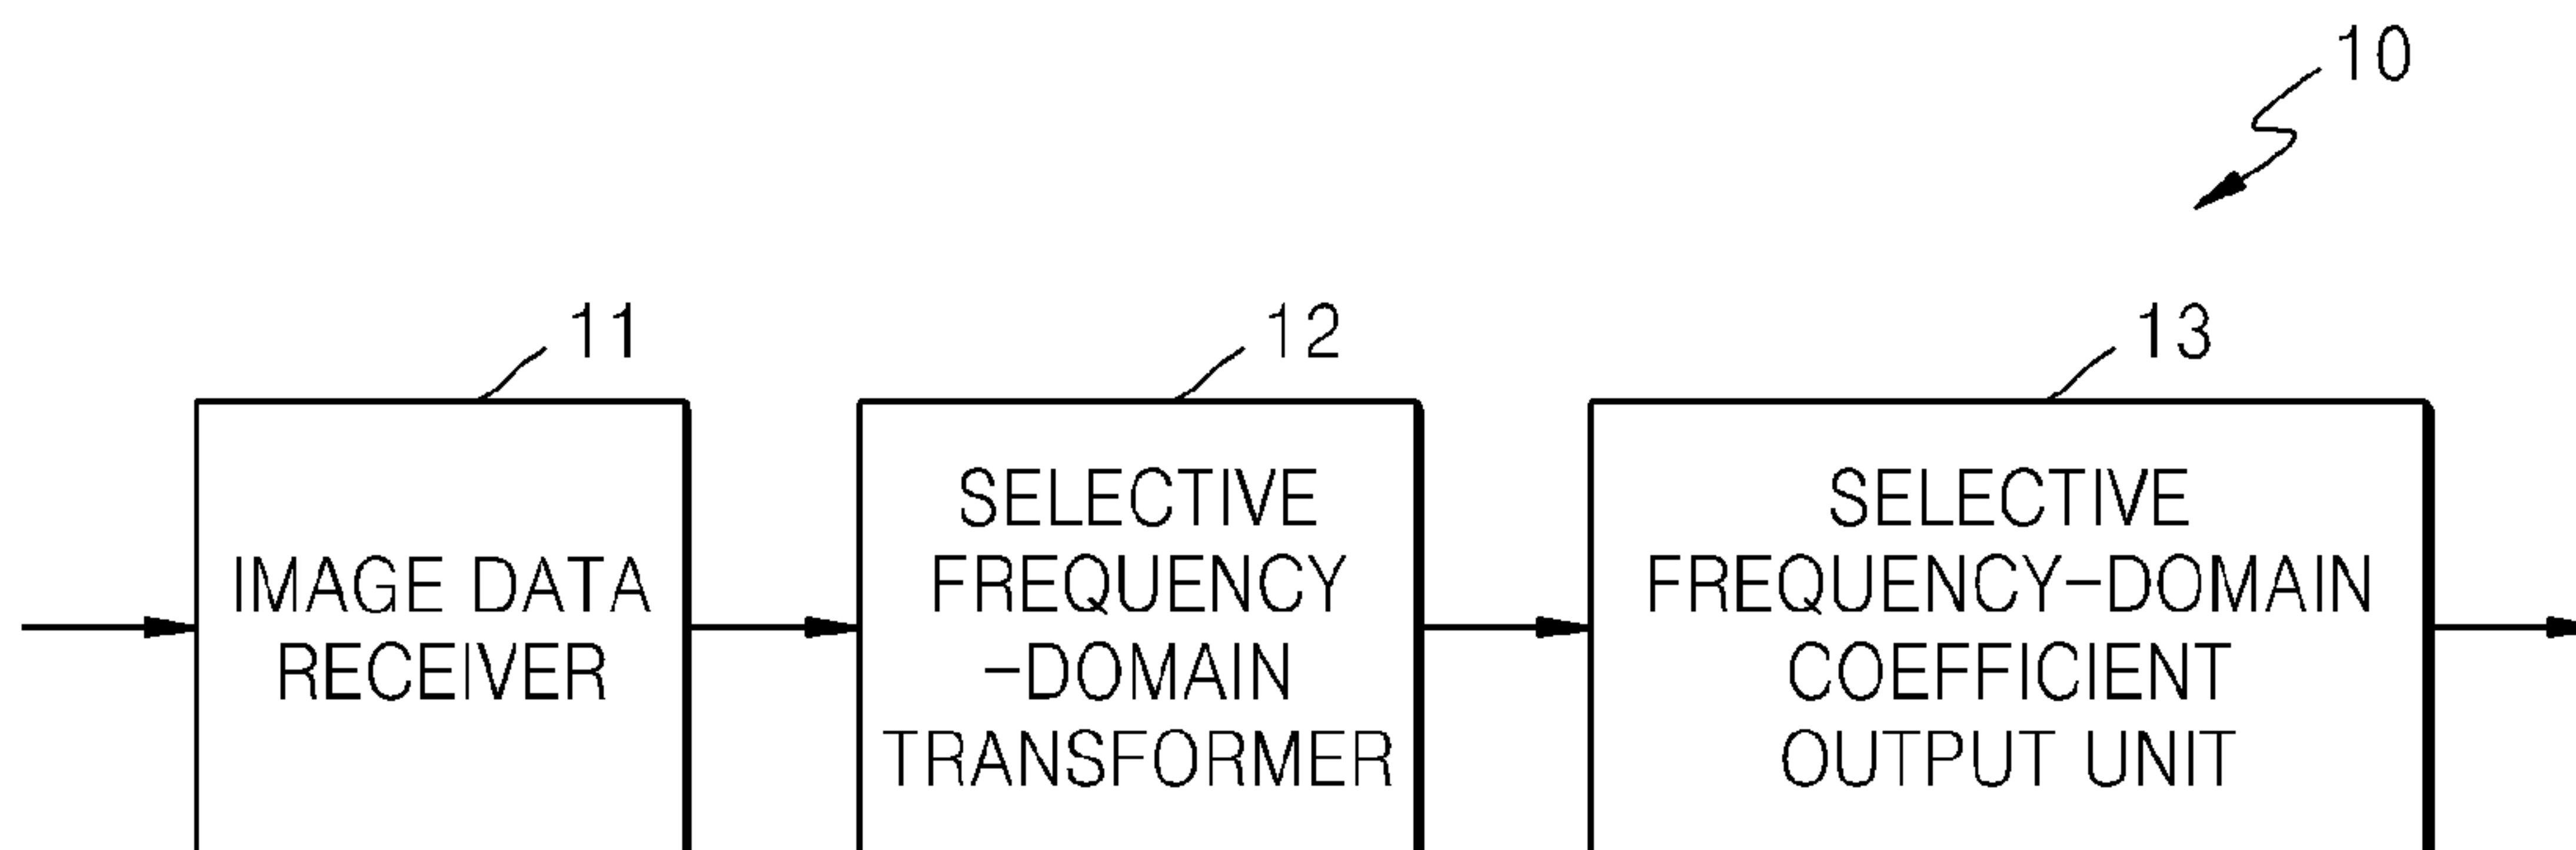 10
11
12
13
IMAGE DATA
RECEIVER
SELECTIVE
FREQUENCY
-DOMAIN
TRANSFORMER
SELECTIVE
FREQUENCY-DOMAIN
COEFFICIENT
OUTPUT UNIT